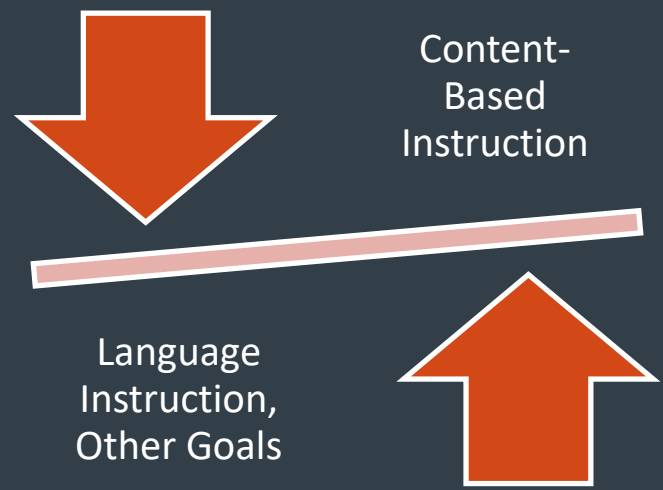 Content-
Based
Instruction
Language
Instruction,
Other Goals